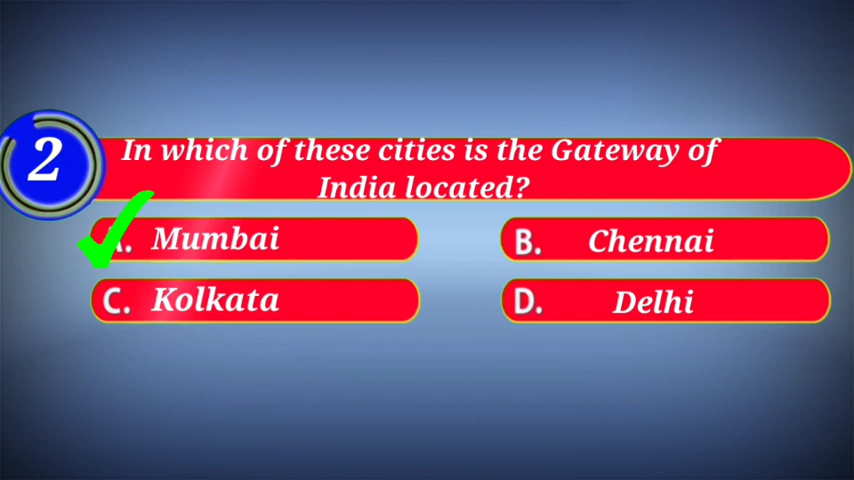 2
In which of these cities is the Gateway of
India located?
A. Mumbai
B. Chennai
C. Kolkata
D. Delhi